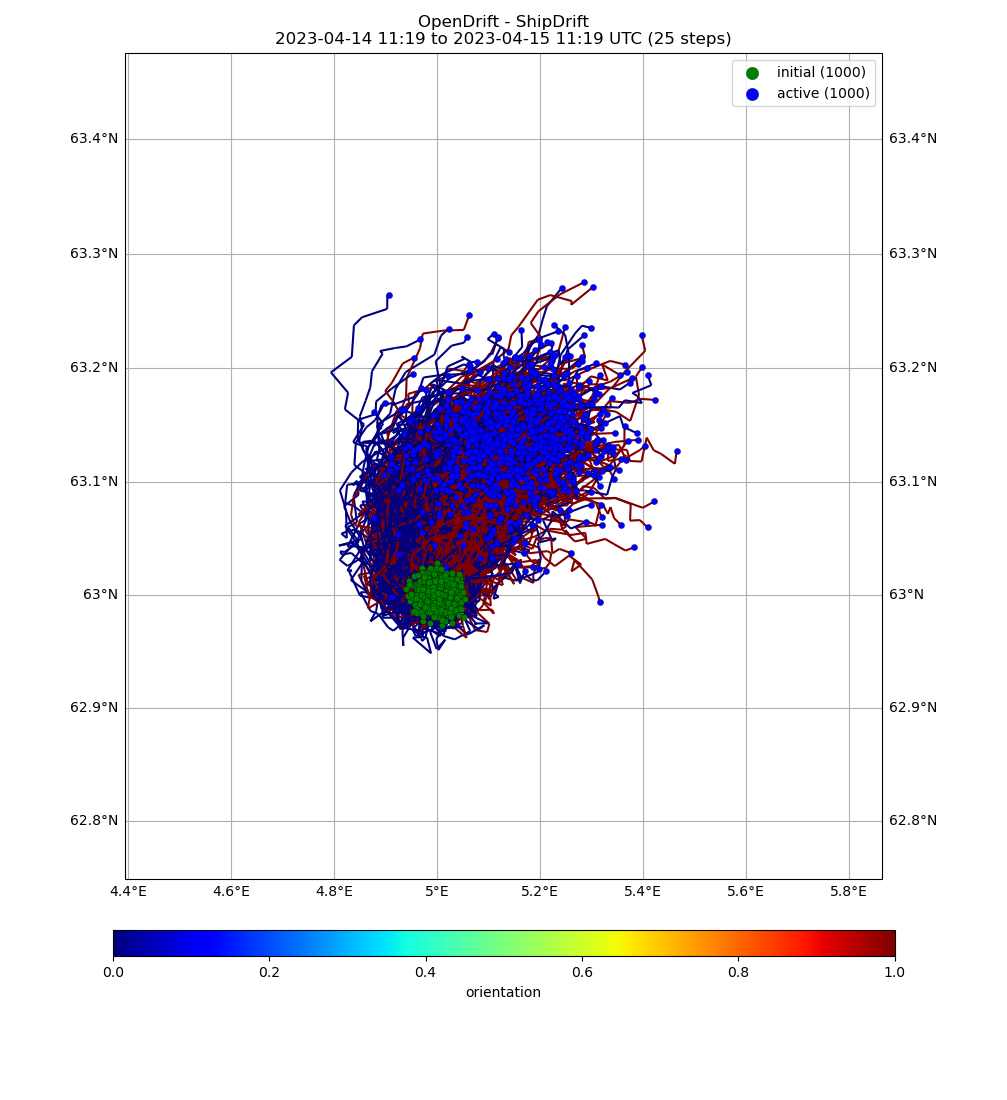 OpenDrift - ShipDrift
2023-04-14 11:19 to 2023-04-15 11:19 UTC (25 steps)
initial (1000)
active (1000)
63.4°N 63.4°N
63.3°N 63.3°N
63.2°N 63.2°N
63.1°N 63.1°N
63°N 63°N
62.9°N 62.9°N
62.8°N 62.8°N
4.4°E 4.6°E 4.8°E 5°E 5.2°E 5.4°E 5.6°E 5.8°E
0.0 0.2 0.4 0.6 0.8 1.0
orientation